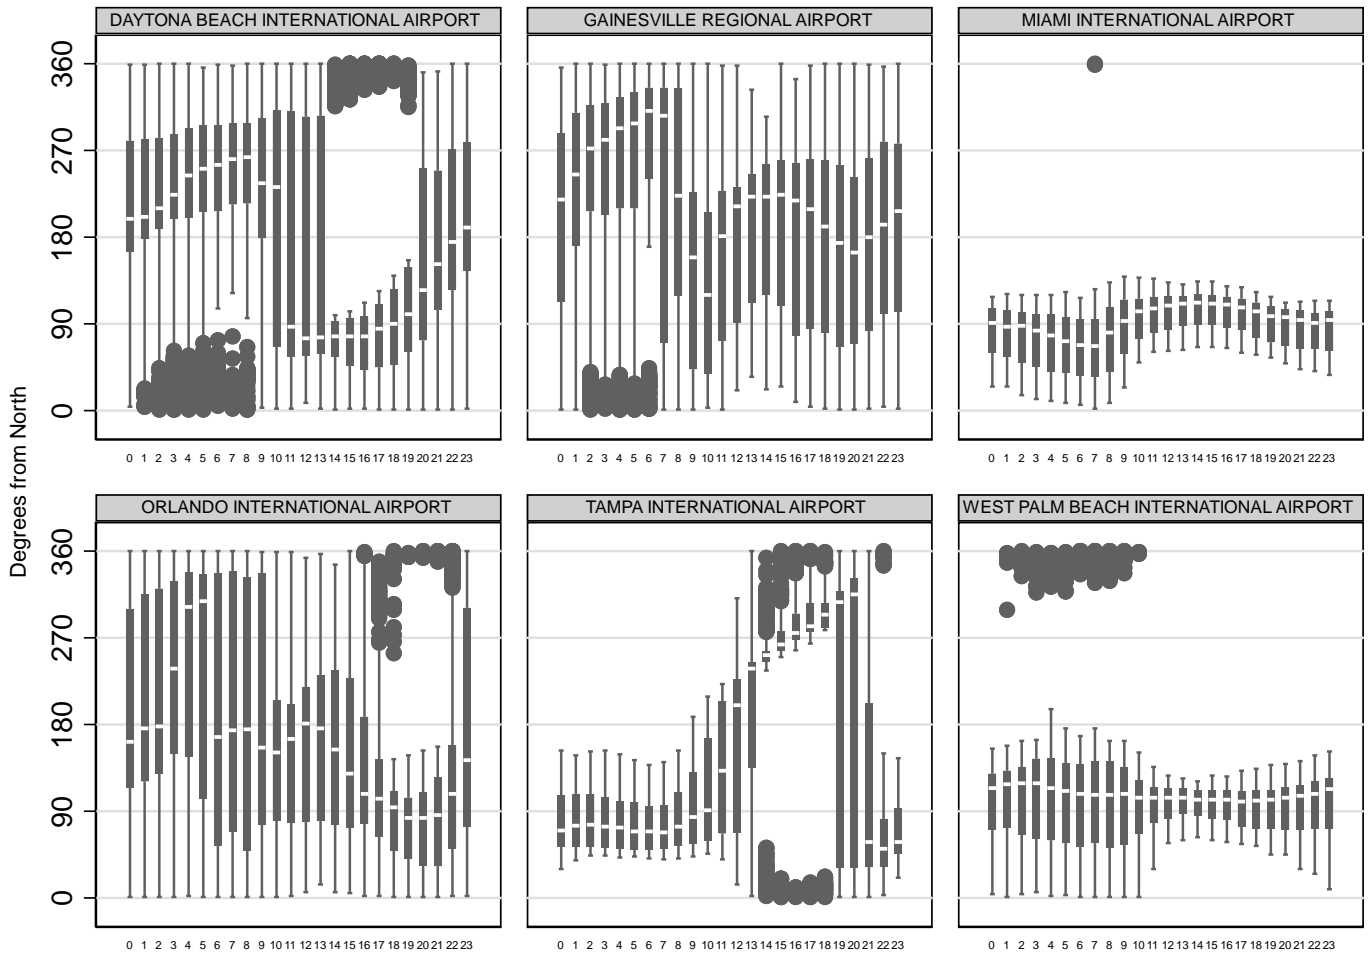 DAYTONA BEACH INTERNATIONAL AIRPORT GAINESVILLE REGIONAL AIRPORT MIAMI INTERNATIONAL AIRPORT
360
270
180
90
0
0 1 2 3 4 5 6 7 8 9 10 11 12 13 14 15 16 17 18 19 20 21 22 23 0 1 2 3 4 5 6 7 8 9 10 11 12 13 14 15 16 17 18 19 20 21 22 23 0 1 2 3 4 5 6 7 8 9 10 11 12 13 14 15 16 17 18 19 20 21 22 23
Degrees from North
ORLANDO INTERNATIONAL AIRPORT TAMPA INTERNATIONAL AIRPORT WEST PALM BEACH INTERNATIONAL AIRPORT
360
270
180
90
0
0 1 2 3 4 5 6 7 8 9 10 11 12 13 14 15 16 17 18 19 20 21 22 23 0 1 2 3 4 5 6 7 8 9 10 11 12 13 14 15 16 17 18 19 20 21 22 23 0 1 2 3 4 5 6 7 8 9 10 11 12 13 14 15 16 17 18 19 20 21 22 23